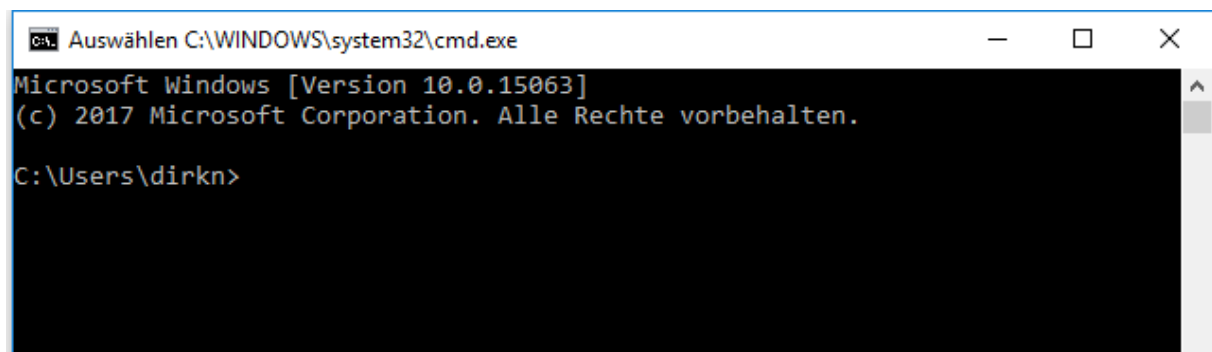 Auswählen C:\WINDOWS\system32\cmd.exe
Microsoft Windows [Version 10.0.15063]
(c) 2017 Microsoft Corporation. Alle Rechte vorbehalten.
C:\Users\dirkn>